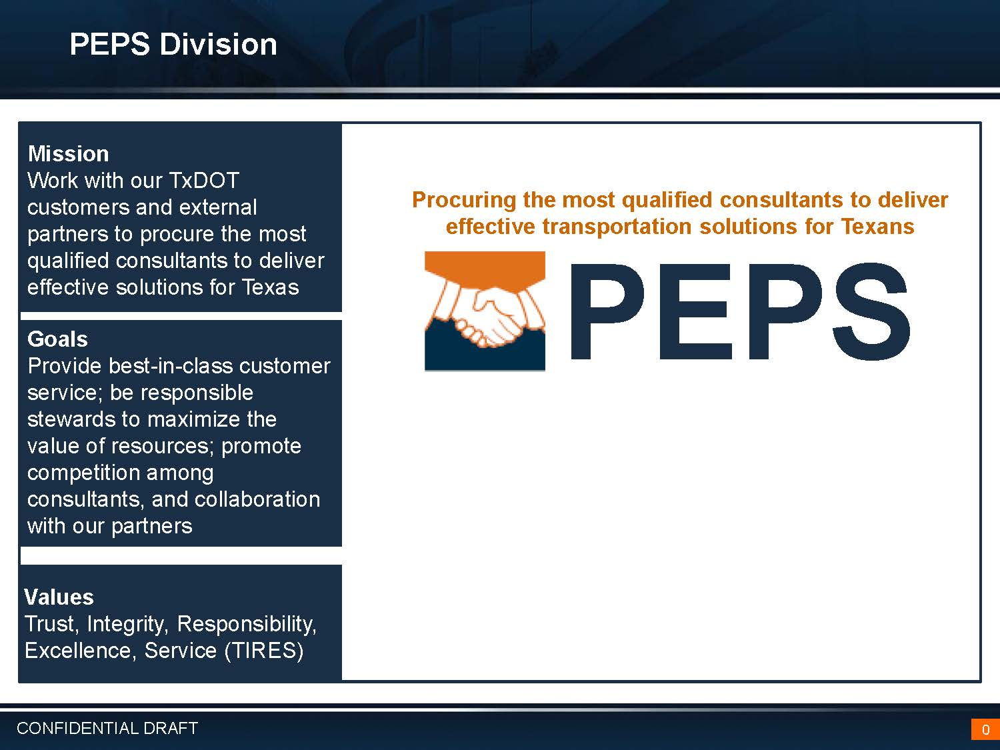 PEPS Division
Mission
Work with our TxDOT
customers and external
partners to procure the most
qualified consultants to deliver
effective solutions for Texas
Goals
Provide best-in-class customer
service; be responsible
stewards to maximize the
value of resources; promote
competition among
consultants, and collaboration
with our partners
Values
Trust, Integrity, Responsibility,
Excellence, Service (TIRES)
Procuring the most qualified consultants to deliver
effective transportation solutions for Texans
PEPS
CONFIDENTIAL DRAFT
0